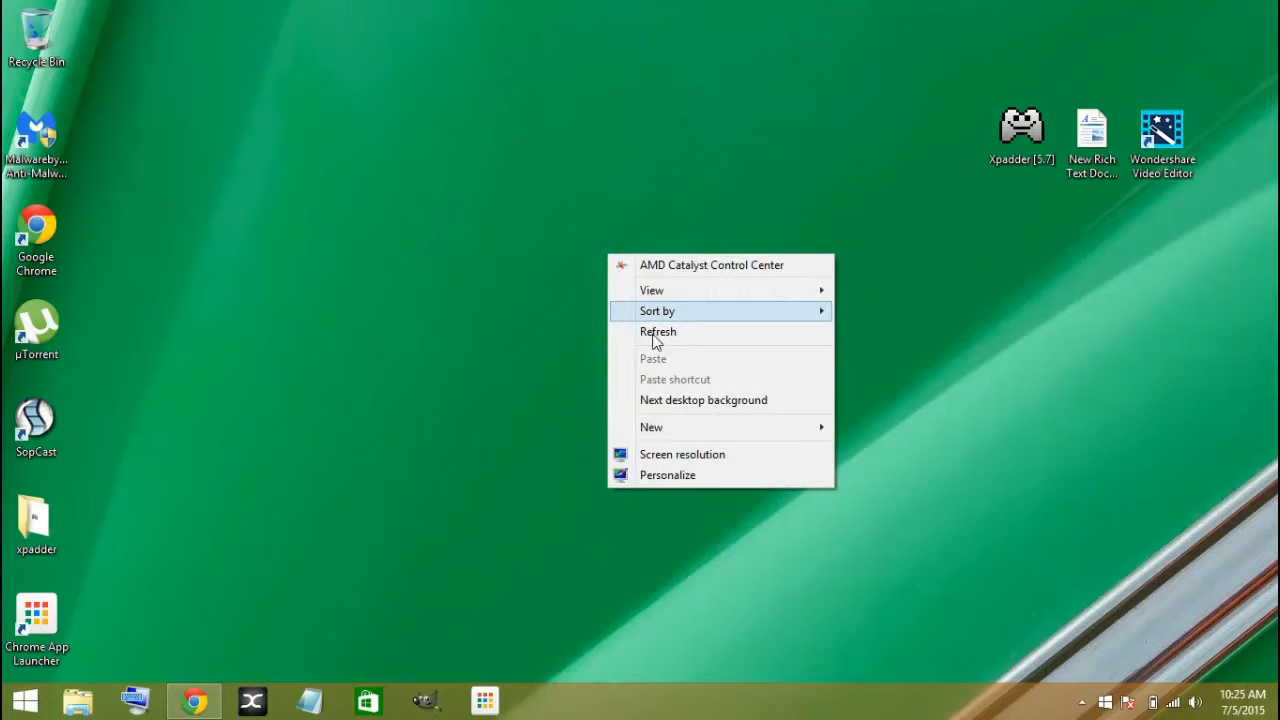 Recycle Bin
Malwareby...
Anti-Malw...
Google
Chrome
µTorrent
SopCast
xpadder
Chrome App
Launcher
Xpadder [5.7]
New Rich
Text Doc...
Wondershare
Video Editor
AMD Catalyst Control Center
View
Sort by
Refresh
Paste
Paste shortcut
Next desktop background
New
Screen resolution
Personalize
10:25 AM
7/5/2015